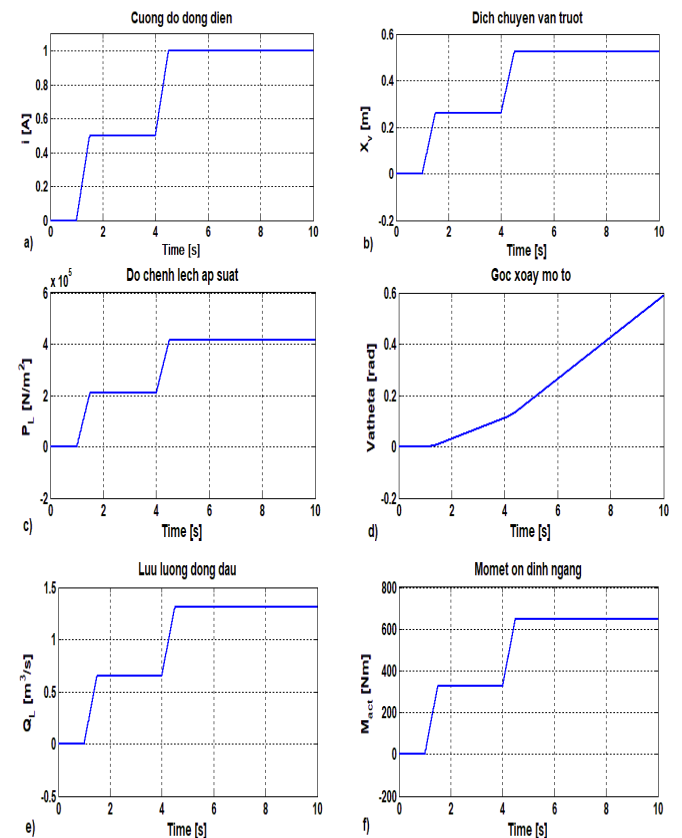 Cuong do dong dien
1
0.8
0.6
0.4
0.2
0
i [A]
0 2 4 6 8 10
Time [s]
a)
Dich chuyen van truot
0.6
0.4
0.2
0
-0.2
X_v [m]
0 2 4 6 8 10
Time [s]
b)
Do chenh lech ap suat
x 10^5
6
4
2
0
-2
P_L [N/m^2]
0 2 4 6 8 10
Time [s]
c)
Goc xoay mo to
0.6
0.4
0.2
0
-0.2
Vatheta [rad]
0 2 4 6 8 10
Time [s]
d)
Luu luong dong dau
1.5
1
0.5
0
-0.5
Q_L [m^3/s]
0 2 4 6 8 10
Time [s]
e)
Momet on dinh ngang
800
600
400
200
0
-200
M_act [Nm]
0 2 4 6 8 10
Time [s]
f)